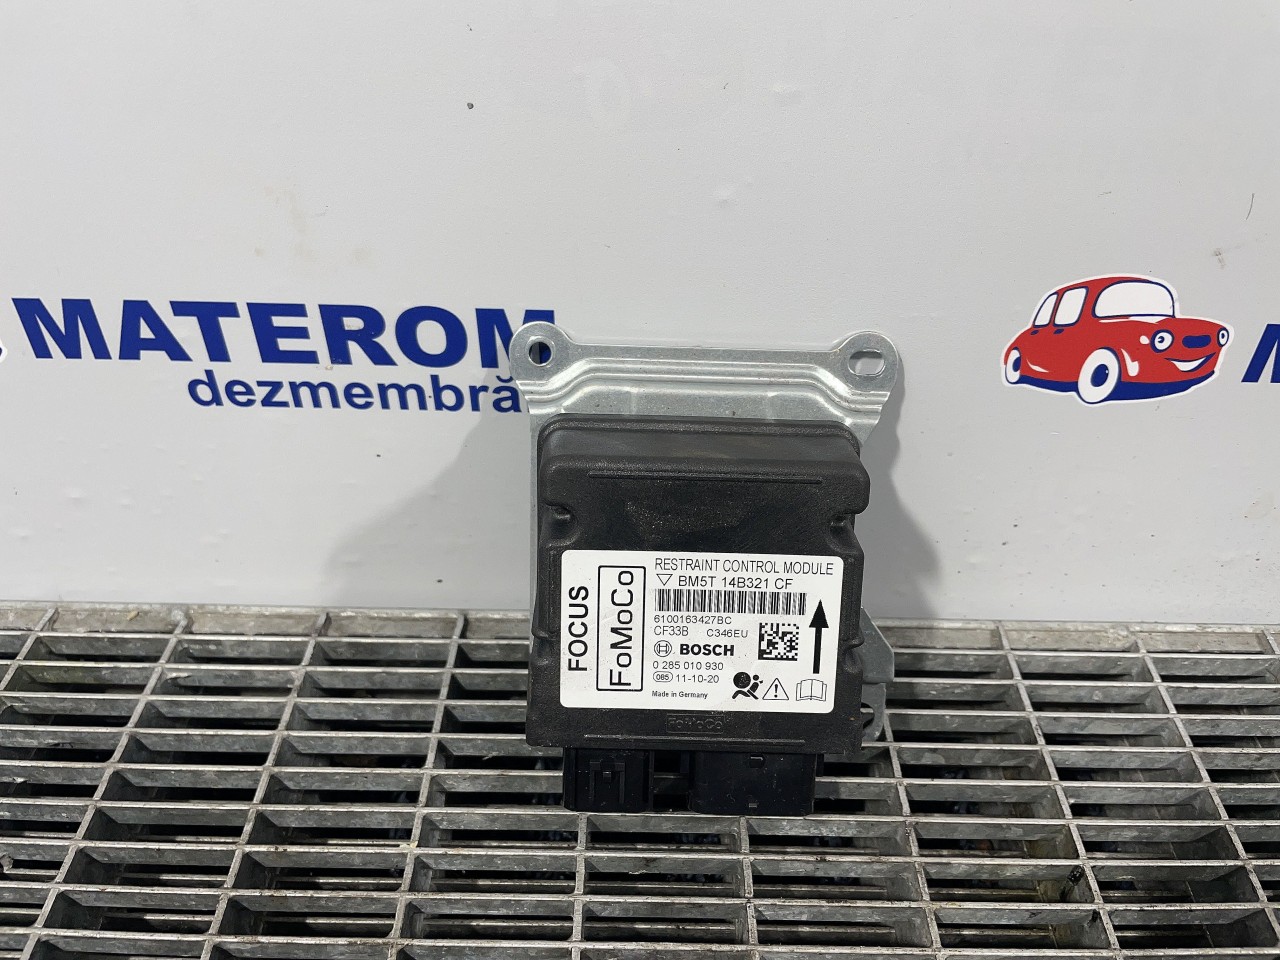 MATEROM
dezmembră
M
FOCUS
FoMoCo
RESTRAINT CONTROL MODULE
BM5T 14B321 CF
6100163427BC
CF33B C346EU
BOSCH
0 285 010 930
085 11-10-20
Made in Germany
FoMoCo